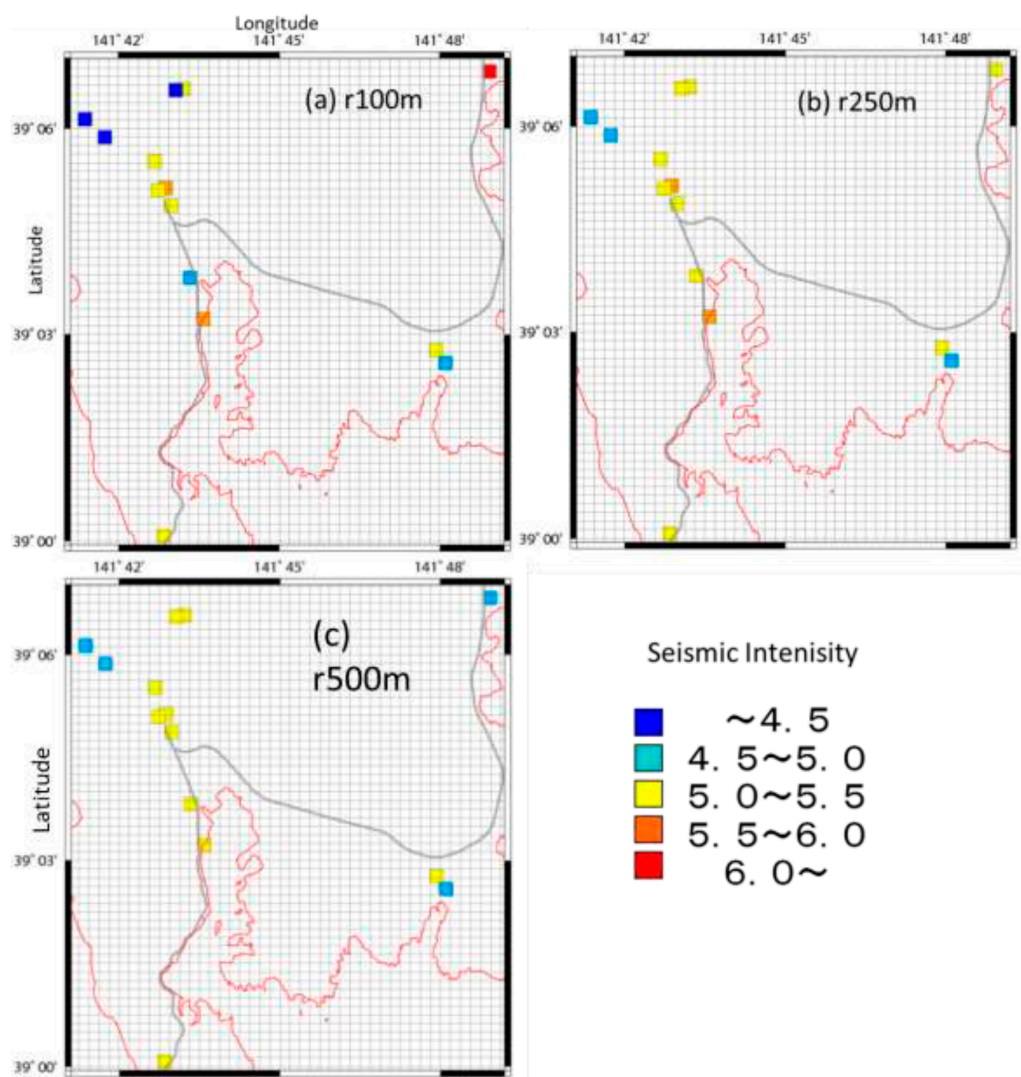 Longitude
141° 42' 141° 45' 141° 48'
141° 42' 141° 45' 141° 48'
(a) r100m
(b) r250m
39° 06'
39° 06'
Latitude
39° 03'
39° 03'
39° 00'
39° 00'
141° 42' 141° 45' 141° 48'
(c)
r500m
39° 06'
Latitude
39° 03'
39° 00'
Seismic Intenisity
～4．5
4．5～5．0
5．0～5．5
5．5～6．0
6．0～